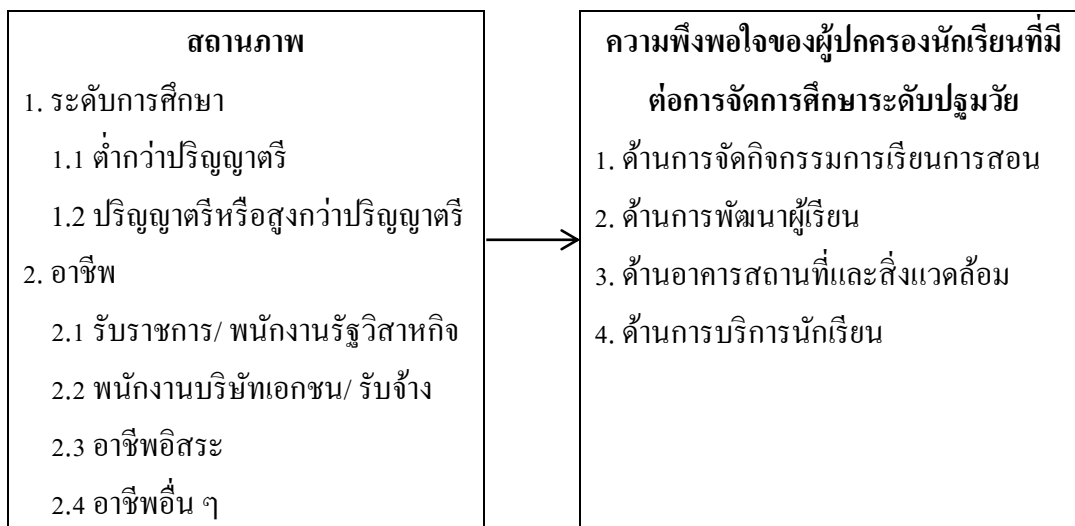 สถานภาพ
1. ระดับการศึกษา
1.1 ต่ำกว่าปริญญาตรี
1.2 ปริญญาตรีหรือสูงกว่าปริญญาตรี
2. อาชีพ
2.1 รับราชการ/ พนักงานรัฐวิสาหกิจ
2.2 พนักงานบริษัทเอกชน/ รับจ้าง
2.3 อาชีพอิสระ
2.4 อาชีพอื่น ๆ
ความพึงพอใจของผู้ปกครองนักเรียนที่มี
ต่อการจัดการศึกษาระดับปฐมวัย
1. ด้านการจัดกิจกรรมการเรียนการสอน
2. ด้านการพัฒนาผู้เรียน
3. ด้านอาคารสถานที่และสิ่งแวดล้อม
4. ด้านการบริการนักเรียน